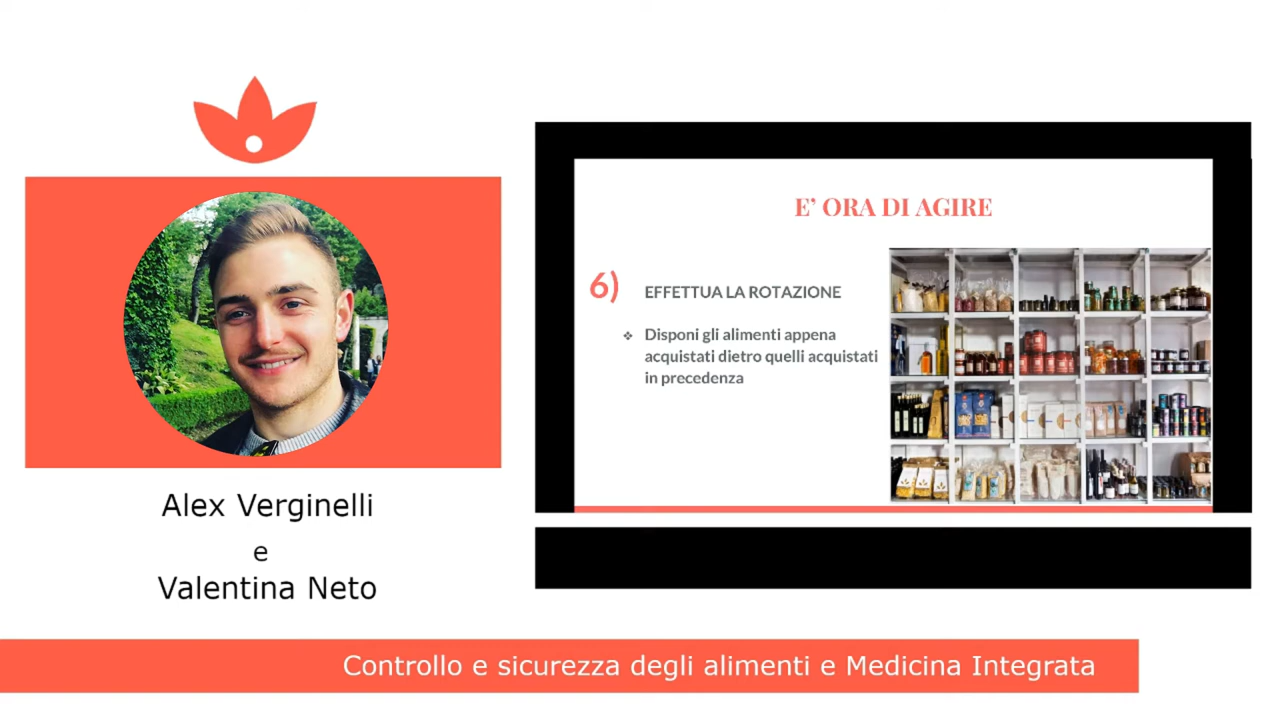 Alex Verginelli
e
Valentina Neto
E' ORA DI AGIRE
6) EFFETTUA LA ROTAZIONE
❖ Disponi gli alimenti appena
acquistati dietro quelli acquistati
in precedenza
Controllo e sicurezza degli alimenti e Medicina Integrata